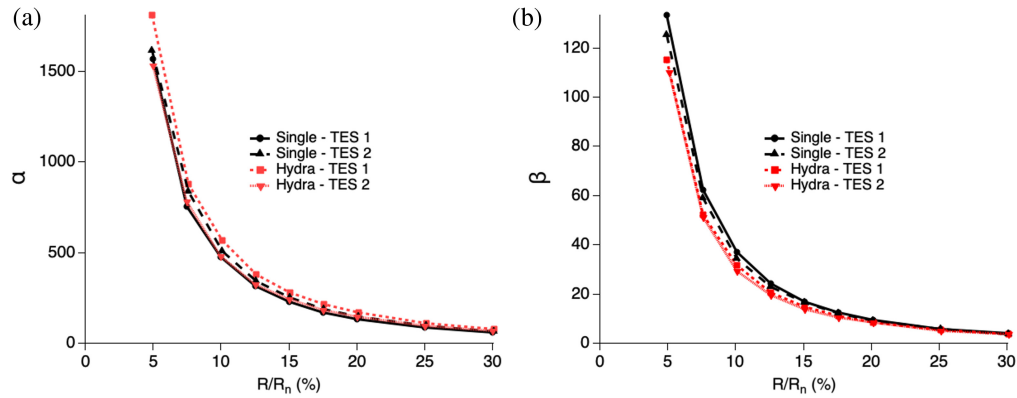 (a)
α
1500
1000
500
0
0 5 10 15 20 25 30
R/Rn (%)
Single - TES 1
Single - TES 2
Hydra - TES 1
Hydra - TES 2
(b)
β
120
100
80
60
40
20
0
0 5 10 15 20 25 30
R/Rn (%)
Single - TES 1
Single - TES 2
Hydra - TES 1
Hydra - TES 2